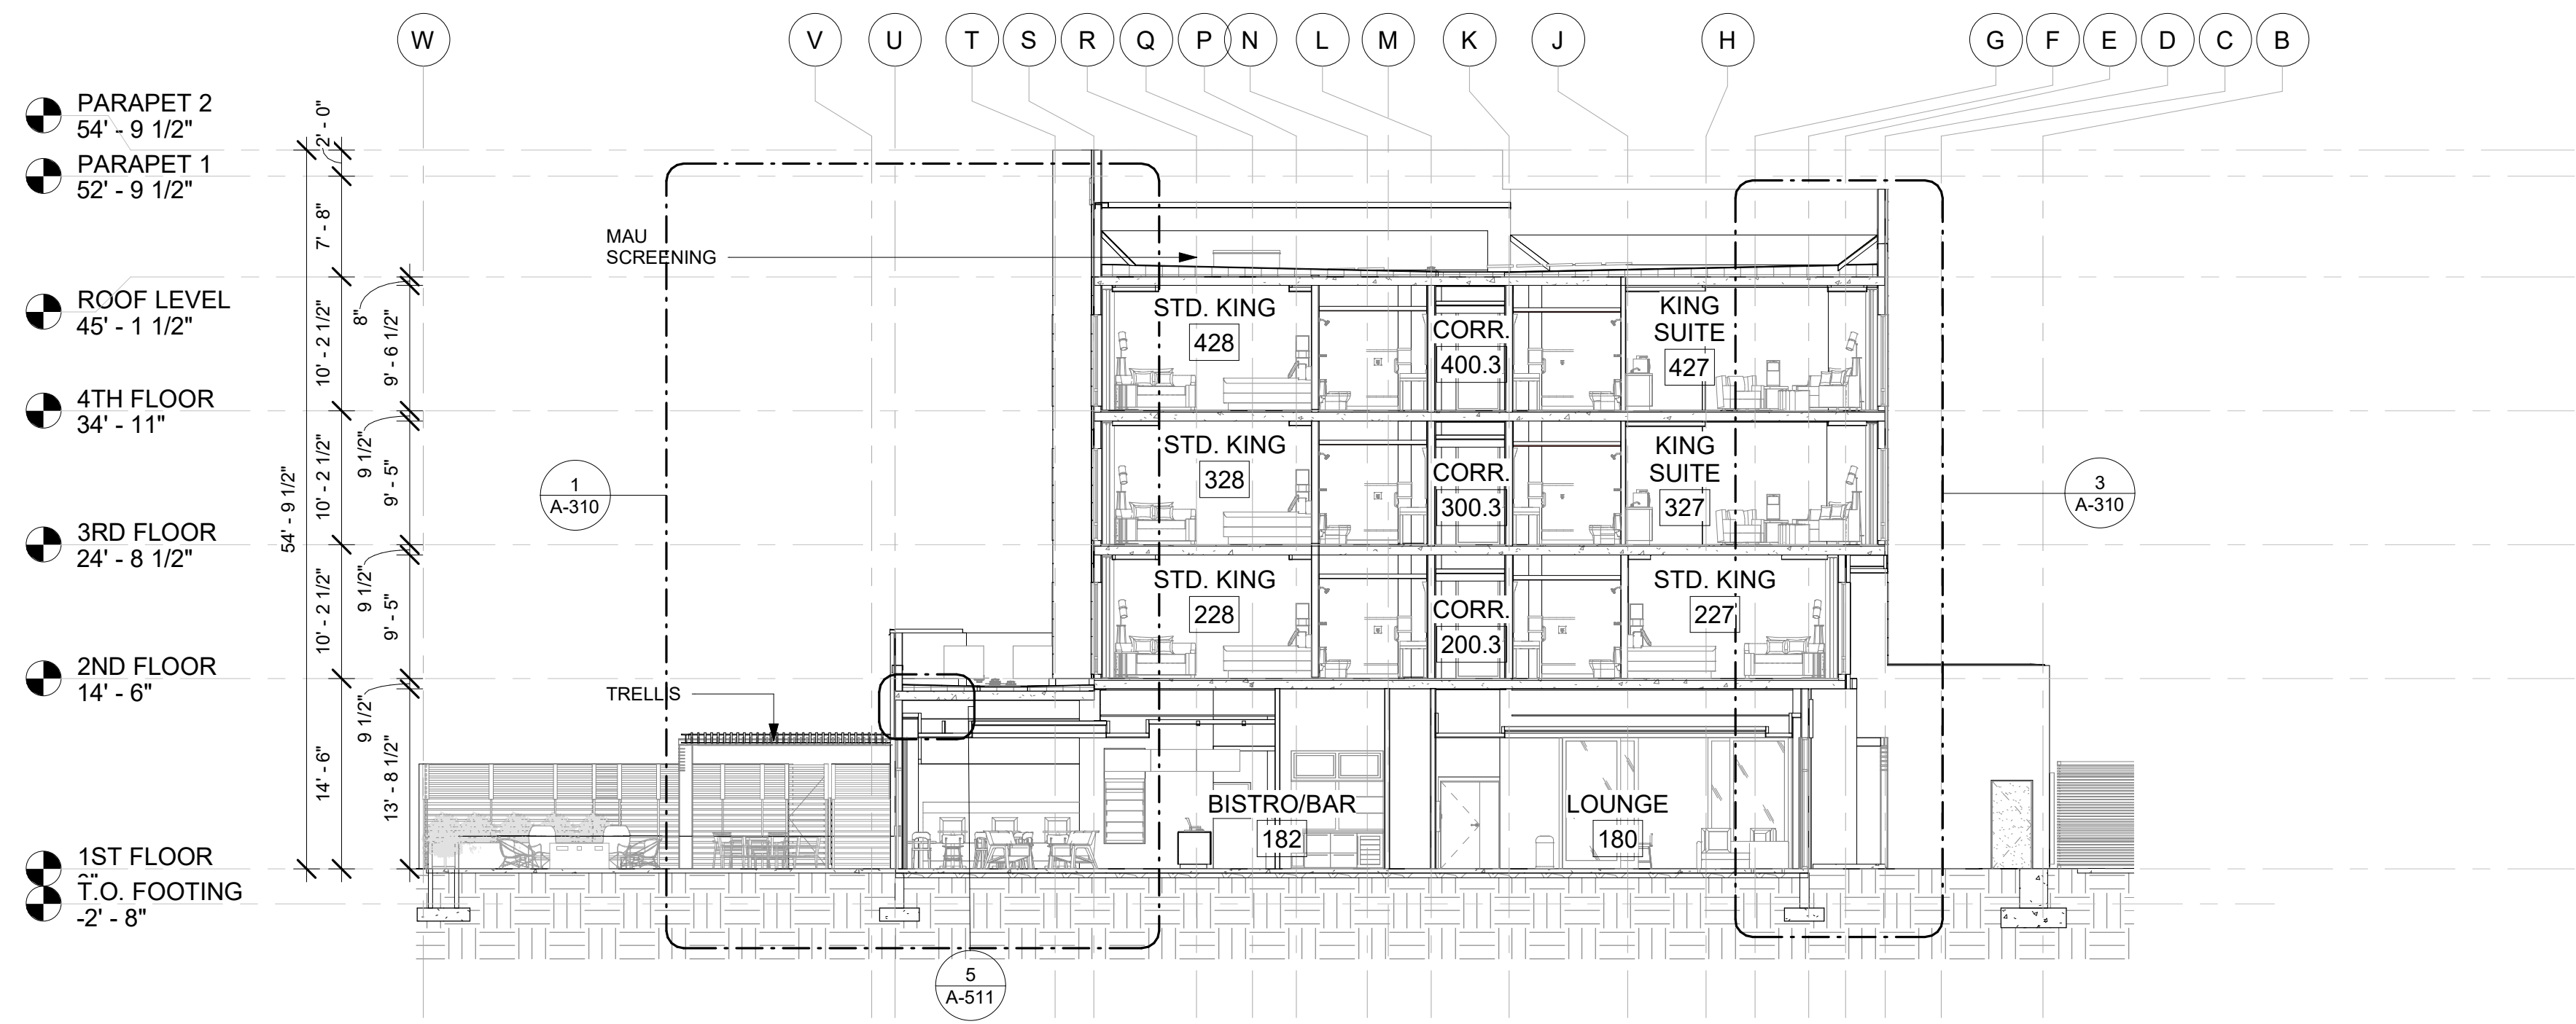 W
V
U
T
S
R
Q
P
N
L
M
K
J
H
G
F
E
D
C
B
PARAPET 2
54' - 9 1/2"
PARAPET 1
52' - 9 1/2"
ROOF LEVEL
45' - 1 1/2"
4TH FLOOR
34' - 11"
3RD FLOOR
24' - 8 1/2"
2ND FLOOR
14' - 6"
1ST FLOOR
T.O. FOOTING
-2' - 8"
54' - 9 1/2"
2' - 0"
7' - 8"
10' - 2 1/2"
10' - 2 1/2"
10' - 2 1/2"
14' - 6"
8"
9' - 6 1/2"
9 1/2"
9' - 5"
9 1/2"
9' - 5"
9 1/2"
13' - 8 1/2"
MAU
SCREENING
TRELLIS
1
A-310
3
A-310
5
A-511
STD. KING
428
CORR.
400.3
KING
SUITE
427
STD. KING
328
CORR.
300.3
KING
SUITE
327
STD. KING
228
CORR.
200.3
STD. KING
227
BISTRO/BAR
182
LOUNGE
180